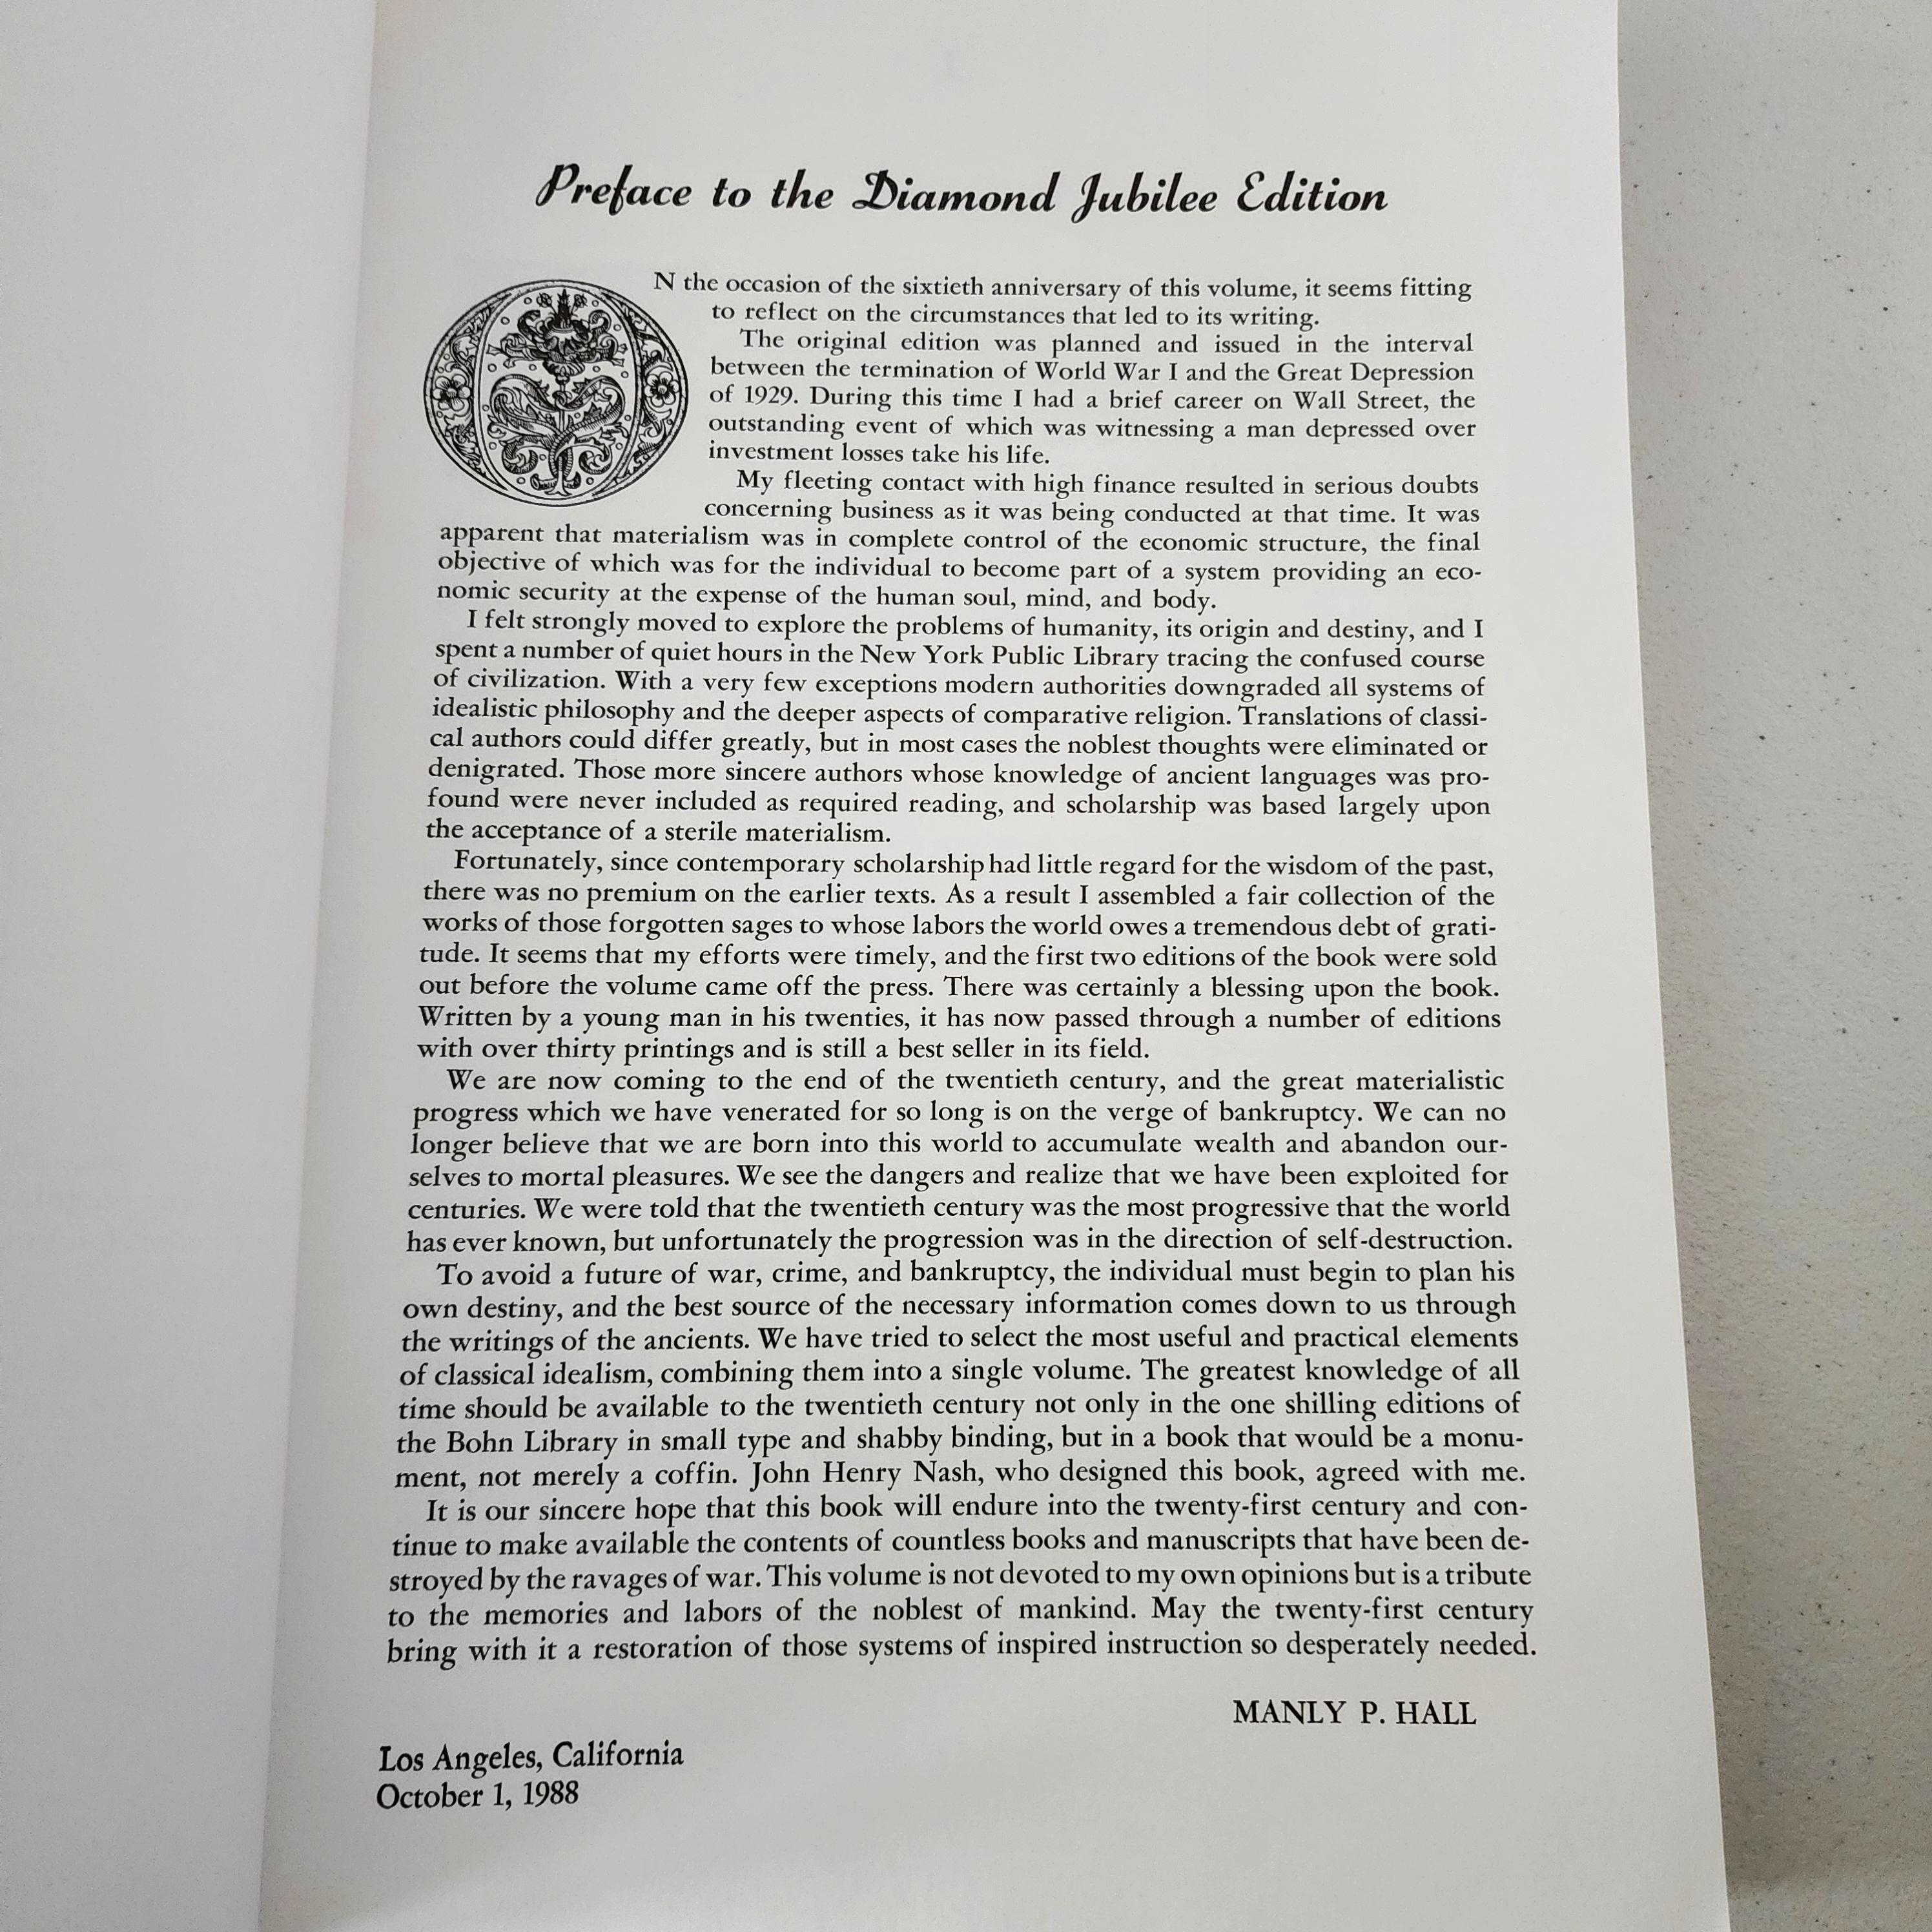 Preface to the Diamond Jubilee Edition
ON the occasion of the sixtieth anniversary of this volume, it seems fitting
to reflect on the circumstances that led to its writing.
The original edition was planned and issued in the interval
between the termination of World War I and the Great Depression
of 1929. During this time I had a brief career on Wall Street, the
outstanding event of which was witnessing a man depressed over
investment losses take his life.
My fleeting contact with high finance resulted in serious doubts
concerning business as it was being conducted at that time. It was
apparent that materialism was in complete control of the economic structure, the final
objective of which was for the individual to become part of a system providing an eco-
nomic security at the expense of the human soul, mind, and body.
I felt strongly moved to explore the problems of humanity, its origin and destiny, and I
spent a number of quiet hours in the New York Public Library tracing the confused course
of civilization. With a very few exceptions modern authorities downgraded all systems of
idealistic philosophy and the deeper aspects of comparative religion. Translations of classi-
cal authors could differ greatly, but in most cases the noblest thoughts were eliminated or
denigrated. Those more sincere authors whose knowledge of ancient languages was pro-
found were never included as required reading, and scholarship was based largely upon
the acceptance of a sterile materialism.
Fortunately, since contemporary scholarship had little regard for the wisdom of the past,
there was no premium on the earlier texts. As a result I assembled a fair collection of the
works of those forgotten sages to whose labors the world owes a tremendous debt of grati-
tude. It seems that my efforts were timely, and the first two editions of the book were sold
out before the volume came off the press. There was certainly a blessing upon the book.
Written by a young man in his twenties, it has now passed through a number of editions
with over thirty printings and is still a best seller in its field.
We are now coming to the end of the twentieth century, and the great materialistic
progress which we have venerated for so long is on the verge of bankruptcy. We can no
longer believe that we are born into this world to accumulate wealth and abandon our-
selves to mortal pleasures. We see the dangers and realize that we have been exploited for
centuries. We were told that the twentieth century was the most progressive that the world
has ever known, but unfortunately the progression was in the direction of self-destruction.
To avoid a future of war, crime, and bankruptcy, the individual must begin to plan his
own destiny, and the best source of the necessary information comes down to us through
the writings of the ancients. We have tried to select the most useful and practical elements
of classical idealism, combining them into a single volume. The greatest knowledge of all
time should be available to the twentieth century not only in the one shilling editions of
the Bohn Library in small type and shabby binding, but in a book that would be a monu-
ment, not merely a coffin. John Henry Nash, who designed this book, agreed with me.
It is our sincere hope that this book will endure into the twenty-first century and con-
tinue to make available the contents of countless books and manuscripts that have been de-
stroyed by the ravages of war. This volume is not devoted to my own opinions but is a tribute
to the memories and labors of the noblest of mankind. May the twenty-first century
bring with it a restoration of those systems of inspired instruction so desperately needed.
MANLY P. HALL
Los Angeles, California
October 1, 1988